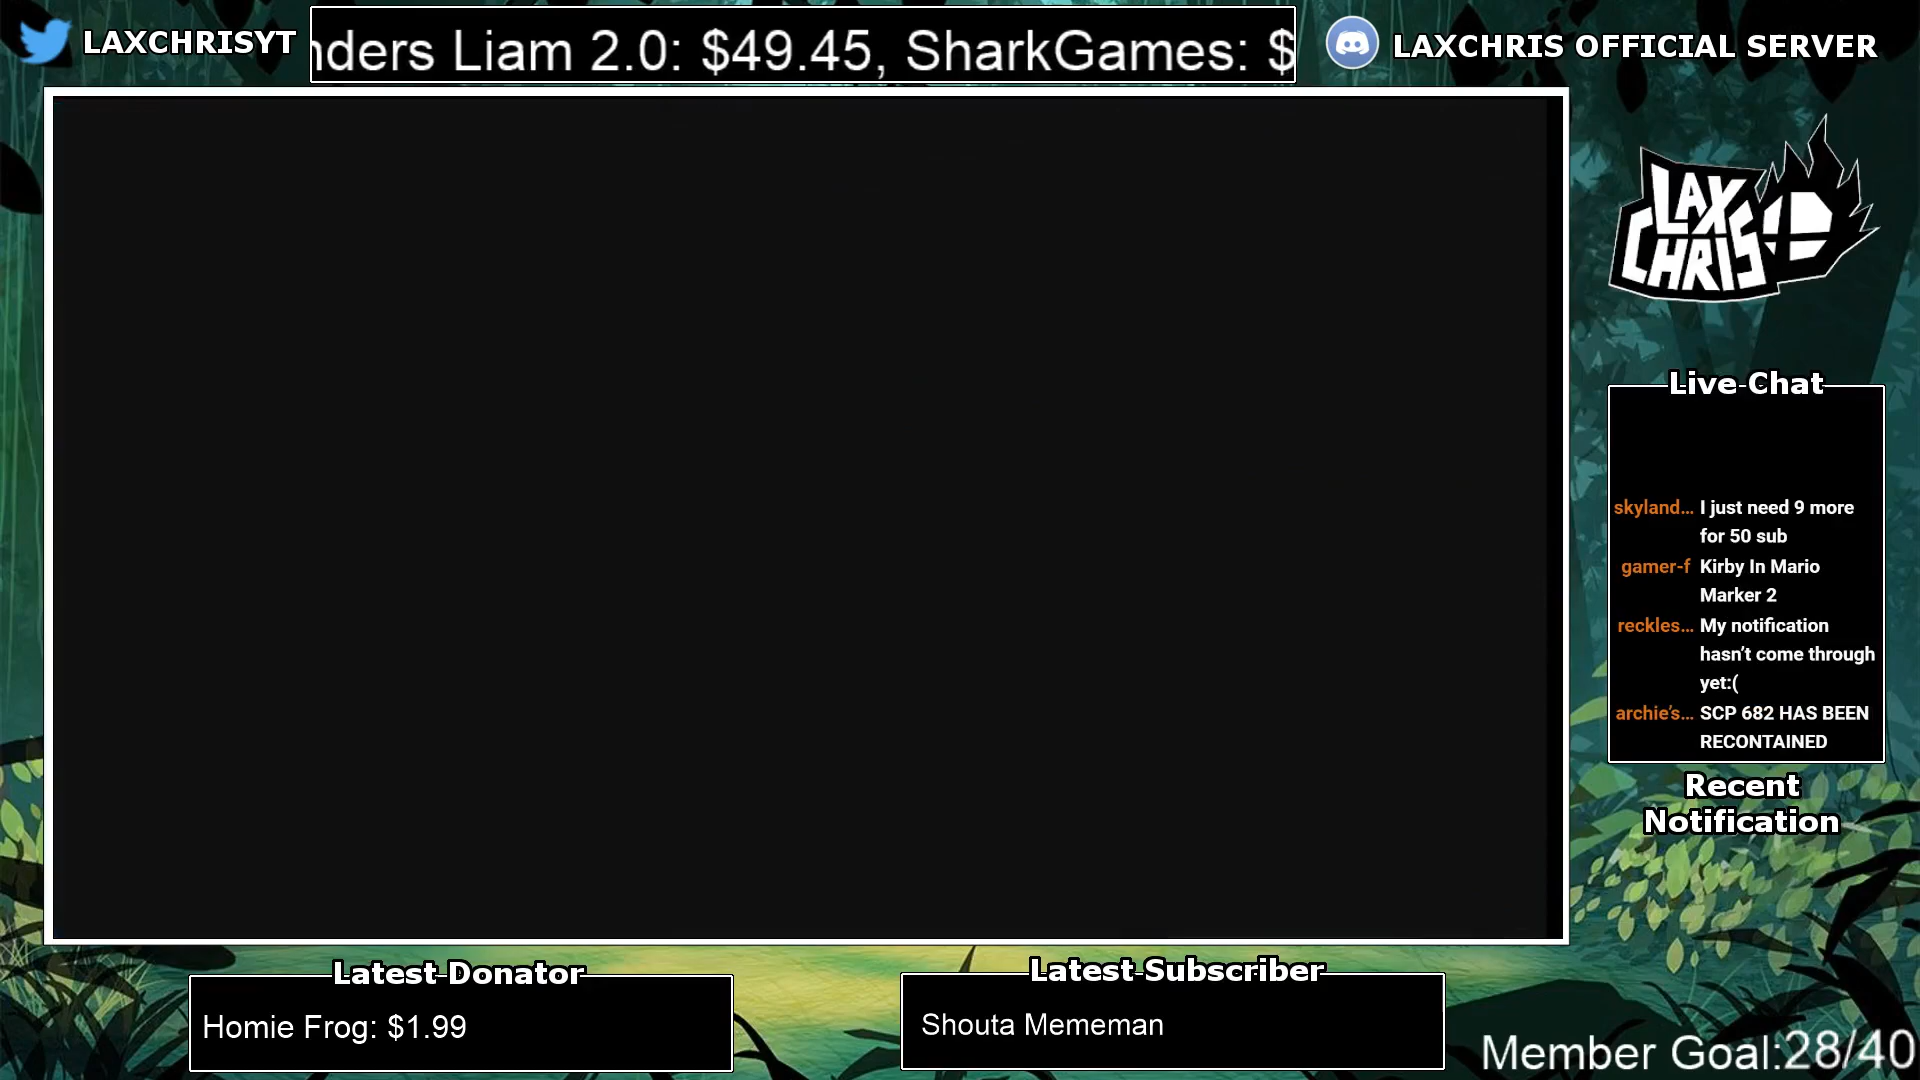 LAXCHRISYT
nders Liam 2.0: $49.45, SharkGames: $
LAXCHRIS OFFICIAL SERVER
LAX
CHRIS
Live Chat
skyland... I just need 9 more
for 50 sub
gamer-f Kirby In Mario
Marker 2
reckles... My notification
hasn't come through
yet:(
archie's... SCP 682 HAS BEEN
RECONTAINED
Recent
Notification
Latest Donator
Homie Frog: $1.99
Latest Subscriber
Shouta Mememan
Member Goal:28/40